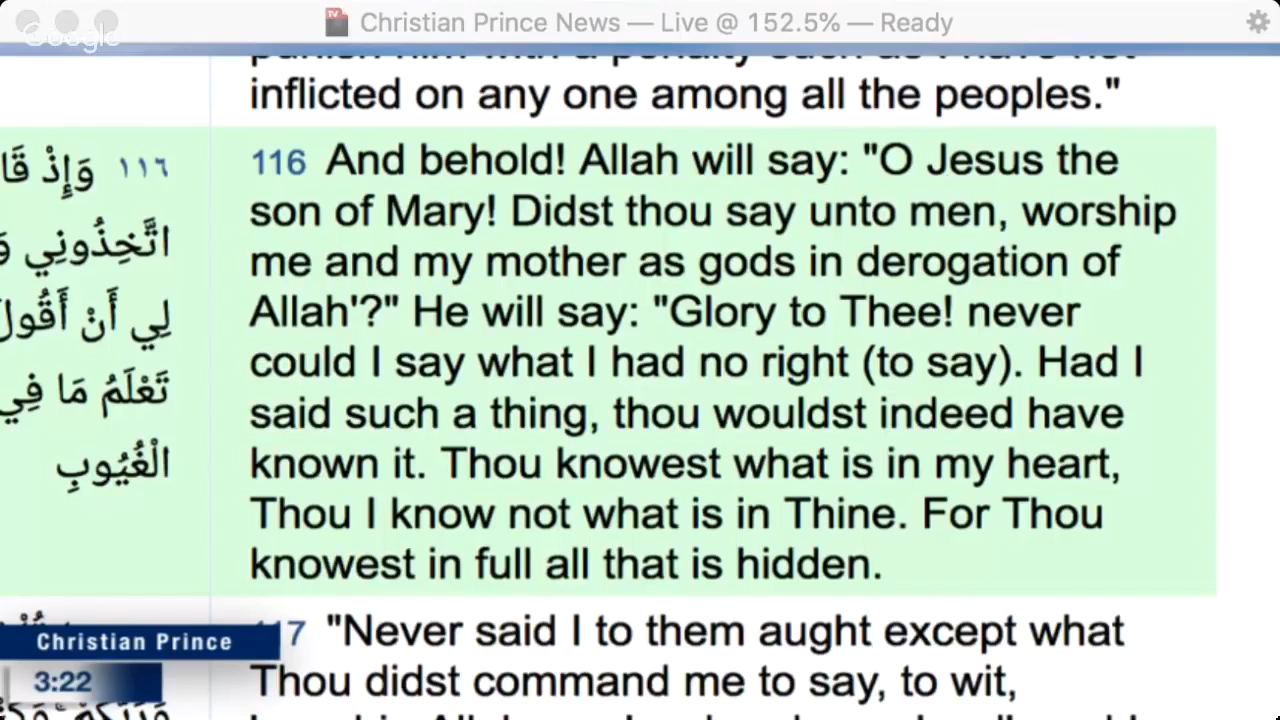 Google
Christian Prince News — Live @ 152.5% — Ready
inflicted on any one among all the peoples."
١١٦ وَإِذْ قَا
اتَّخِذُونِي وَ
لِي أَنْ أَقُولَ
تَعْلَمُ مَا فِي
الْغُيُوبِ
116 And behold! Allah will say: "O Jesus the
son of Mary! Didst thou say unto men, worship
me and my mother as gods in derogation of
Allah'?" He will say: "Glory to Thee! never
could I say what I had no right (to say). Had I
said such a thing, thou wouldst indeed have
known it. Thou knowest what is in my heart,
Thou I know not what is in Thine. For Thou
knowest in full all that is hidden.
17 "Never said I to them aught except what
Thou didst command me to say, to wit,
Christian Prince
3:22